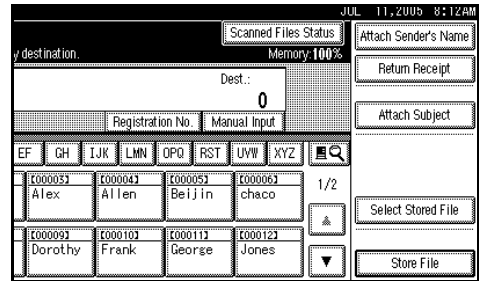 JUL 11,2005 8:12AM
Scanned Files Status
Attach Sender's Name
y destination.
Memory:100%
Return Receipt
Dest.:
0
Registration No.
Manual Input
Attach Subject
EF
GH
IJK
LMN
OPQ
RST
UVW
XYZ
[00003]
Alex
[00004]
Allen
[00005]
Beijin
[00006]
chaco
1/2
Select Stored File
[00009]
Dorothy
[00010]
Frank
[00011]
George
[00012]
Jones
Store File